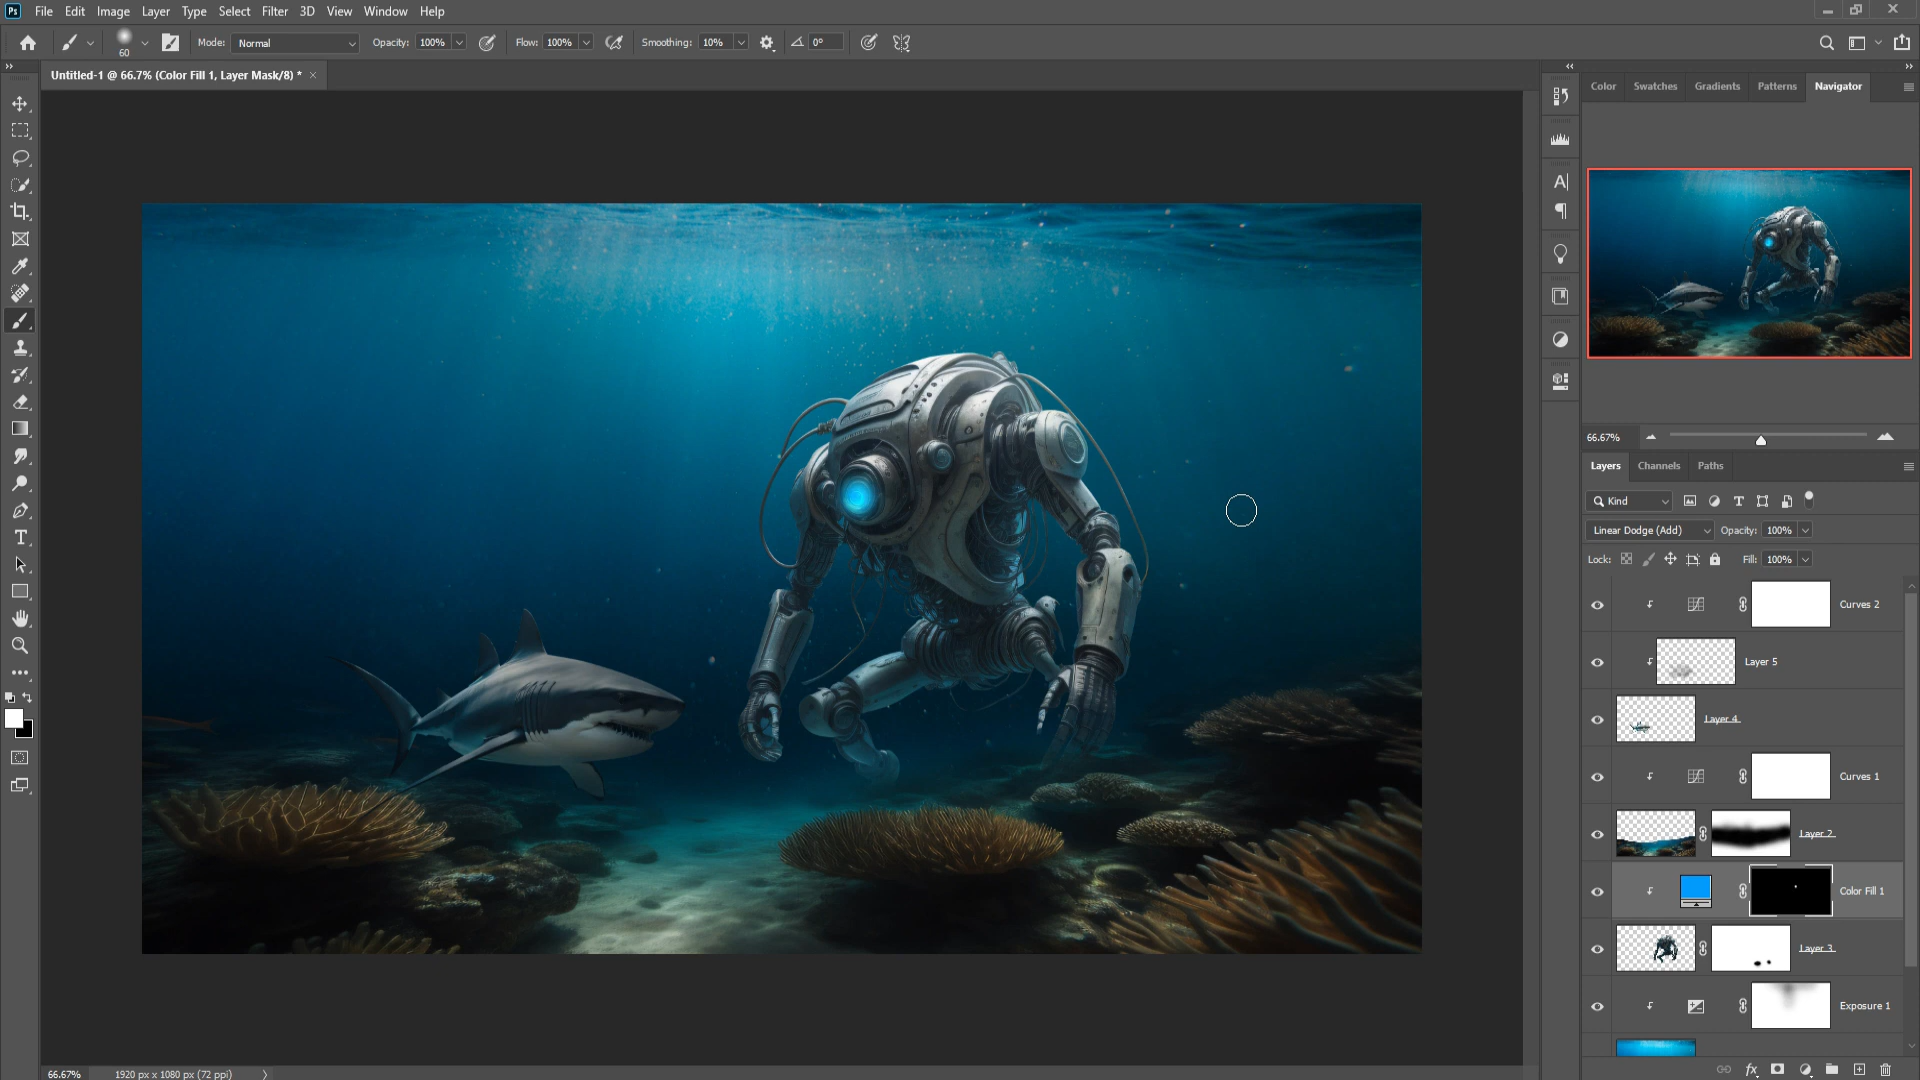 Ps File Edit Image Layer Type Select Filter 3D View Window Help
60 Mode: Normal Opacity: 100% Flow: 100% Smoothing: 10% 0°
Untitled-1 @ 66.7% (Color Fill 1, Layer Mask/8) *
Color Swatches Gradients Patterns Navigator
66.67%
Layers Channels Paths
Kind
Linear Dodge (Add) Opacity: 100%
Lock: Fill: 100%
Curves 2
Layer 5
Layer 4
Curves 1
Layer 2
Color Fill 1
Layer 3
Exposure 1
66.67% 1920 px x 1080 px (72 ppi)